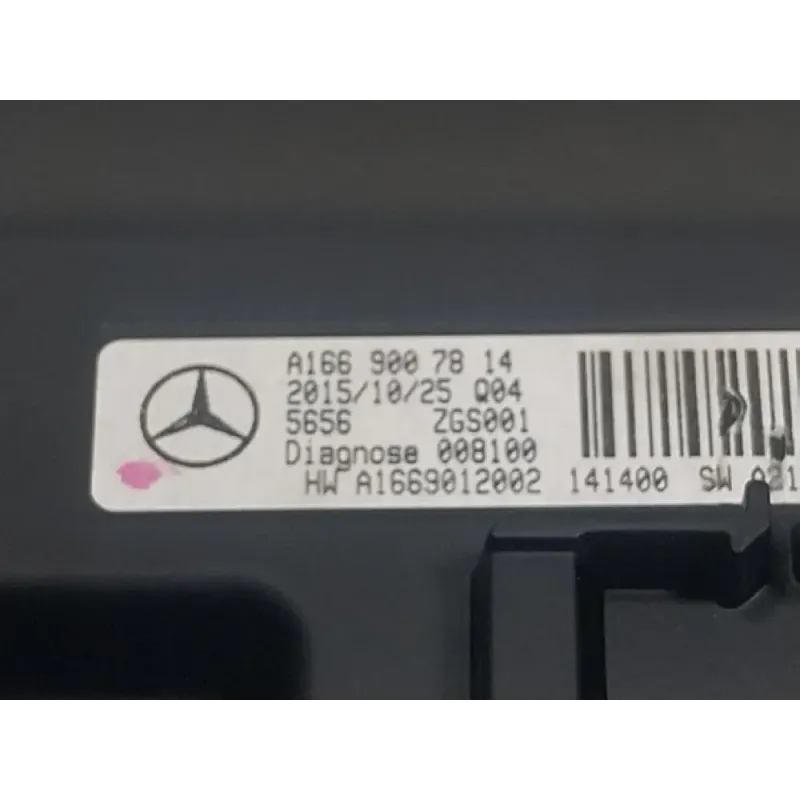 A166 900 78 14
2015/10/25 Q04
5656 ZGS001
Diagnose 008100
HW A1669012002 141400 SW